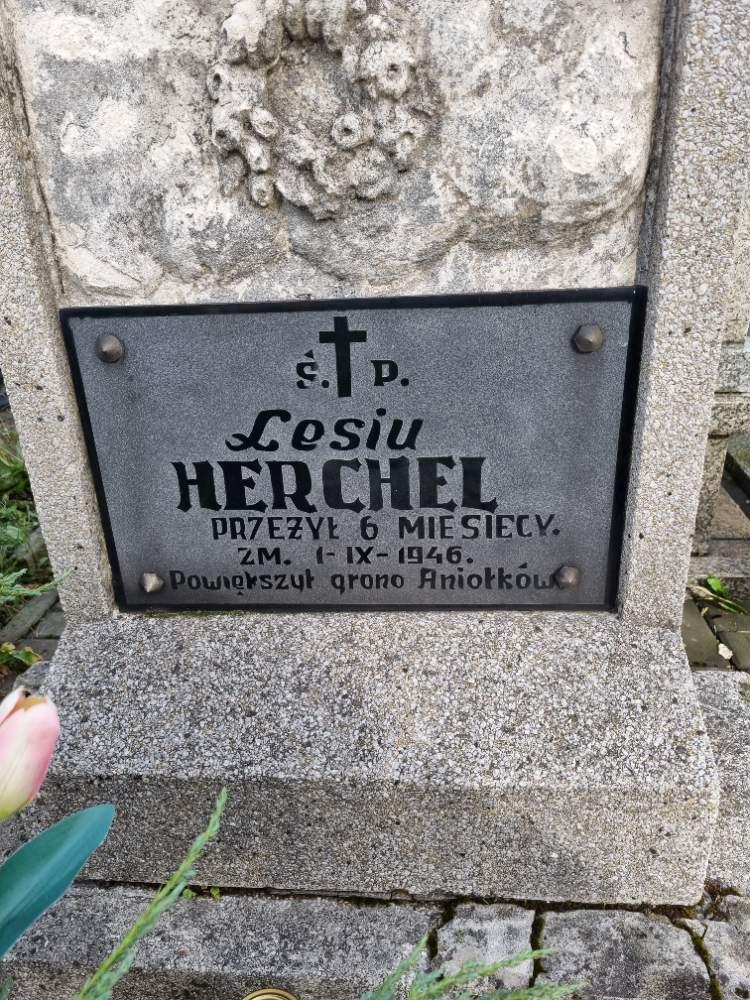 Ś. P.
Lesiu
HERCHEL
PRZEŻYŁ 6 MIESIĘCY.
ZM. 1-IX-1946.
Powiększył grono Aniołków